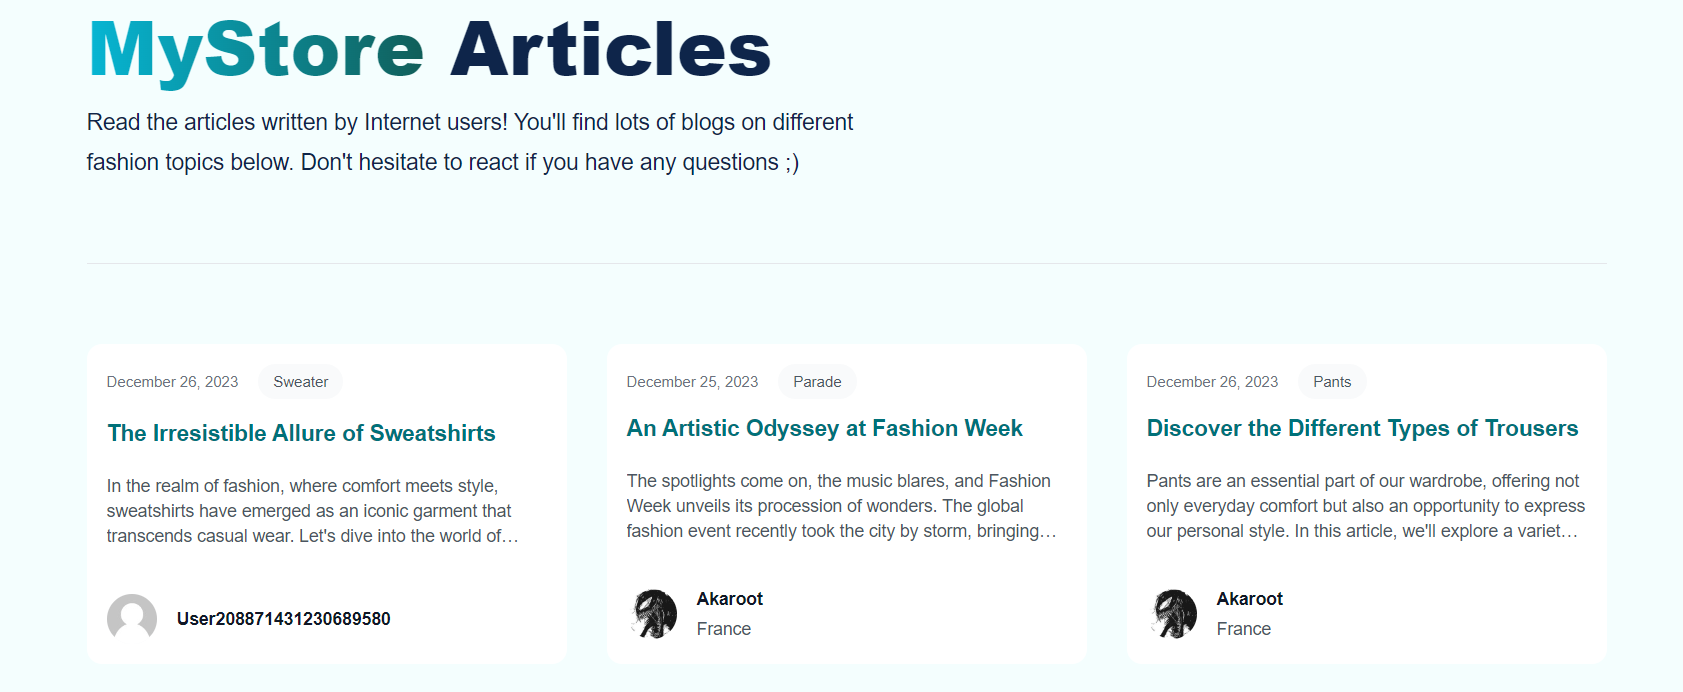 MyStore Articles
Read the articles written by Internet users! You'll find lots of blogs on different
fashion topics below. Don't hesitate to react if you have any questions ;)
December 26, 2023 Sweater
The Irresistible Allure of Sweatshirts
In the realm of fashion, where comfort meets style,
sweatshirts have emerged as an iconic garment that
transcends casual wear. Let's dive into the world of…
User208871431230689580
December 25, 2023 Parade
An Artistic Odyssey at Fashion Week
The spotlights come on, the music blares, and Fashion
Week unveils its procession of wonders. The global
fashion event recently took the city by storm, bringing…
Akaroot
France
December 26, 2023 Pants
Discover the Different Types of Trousers
Pants are an essential part of our wardrobe, offering not
only everyday comfort but also an opportunity to express
our personal style. In this article, we'll explore a variet…
Akaroot
France